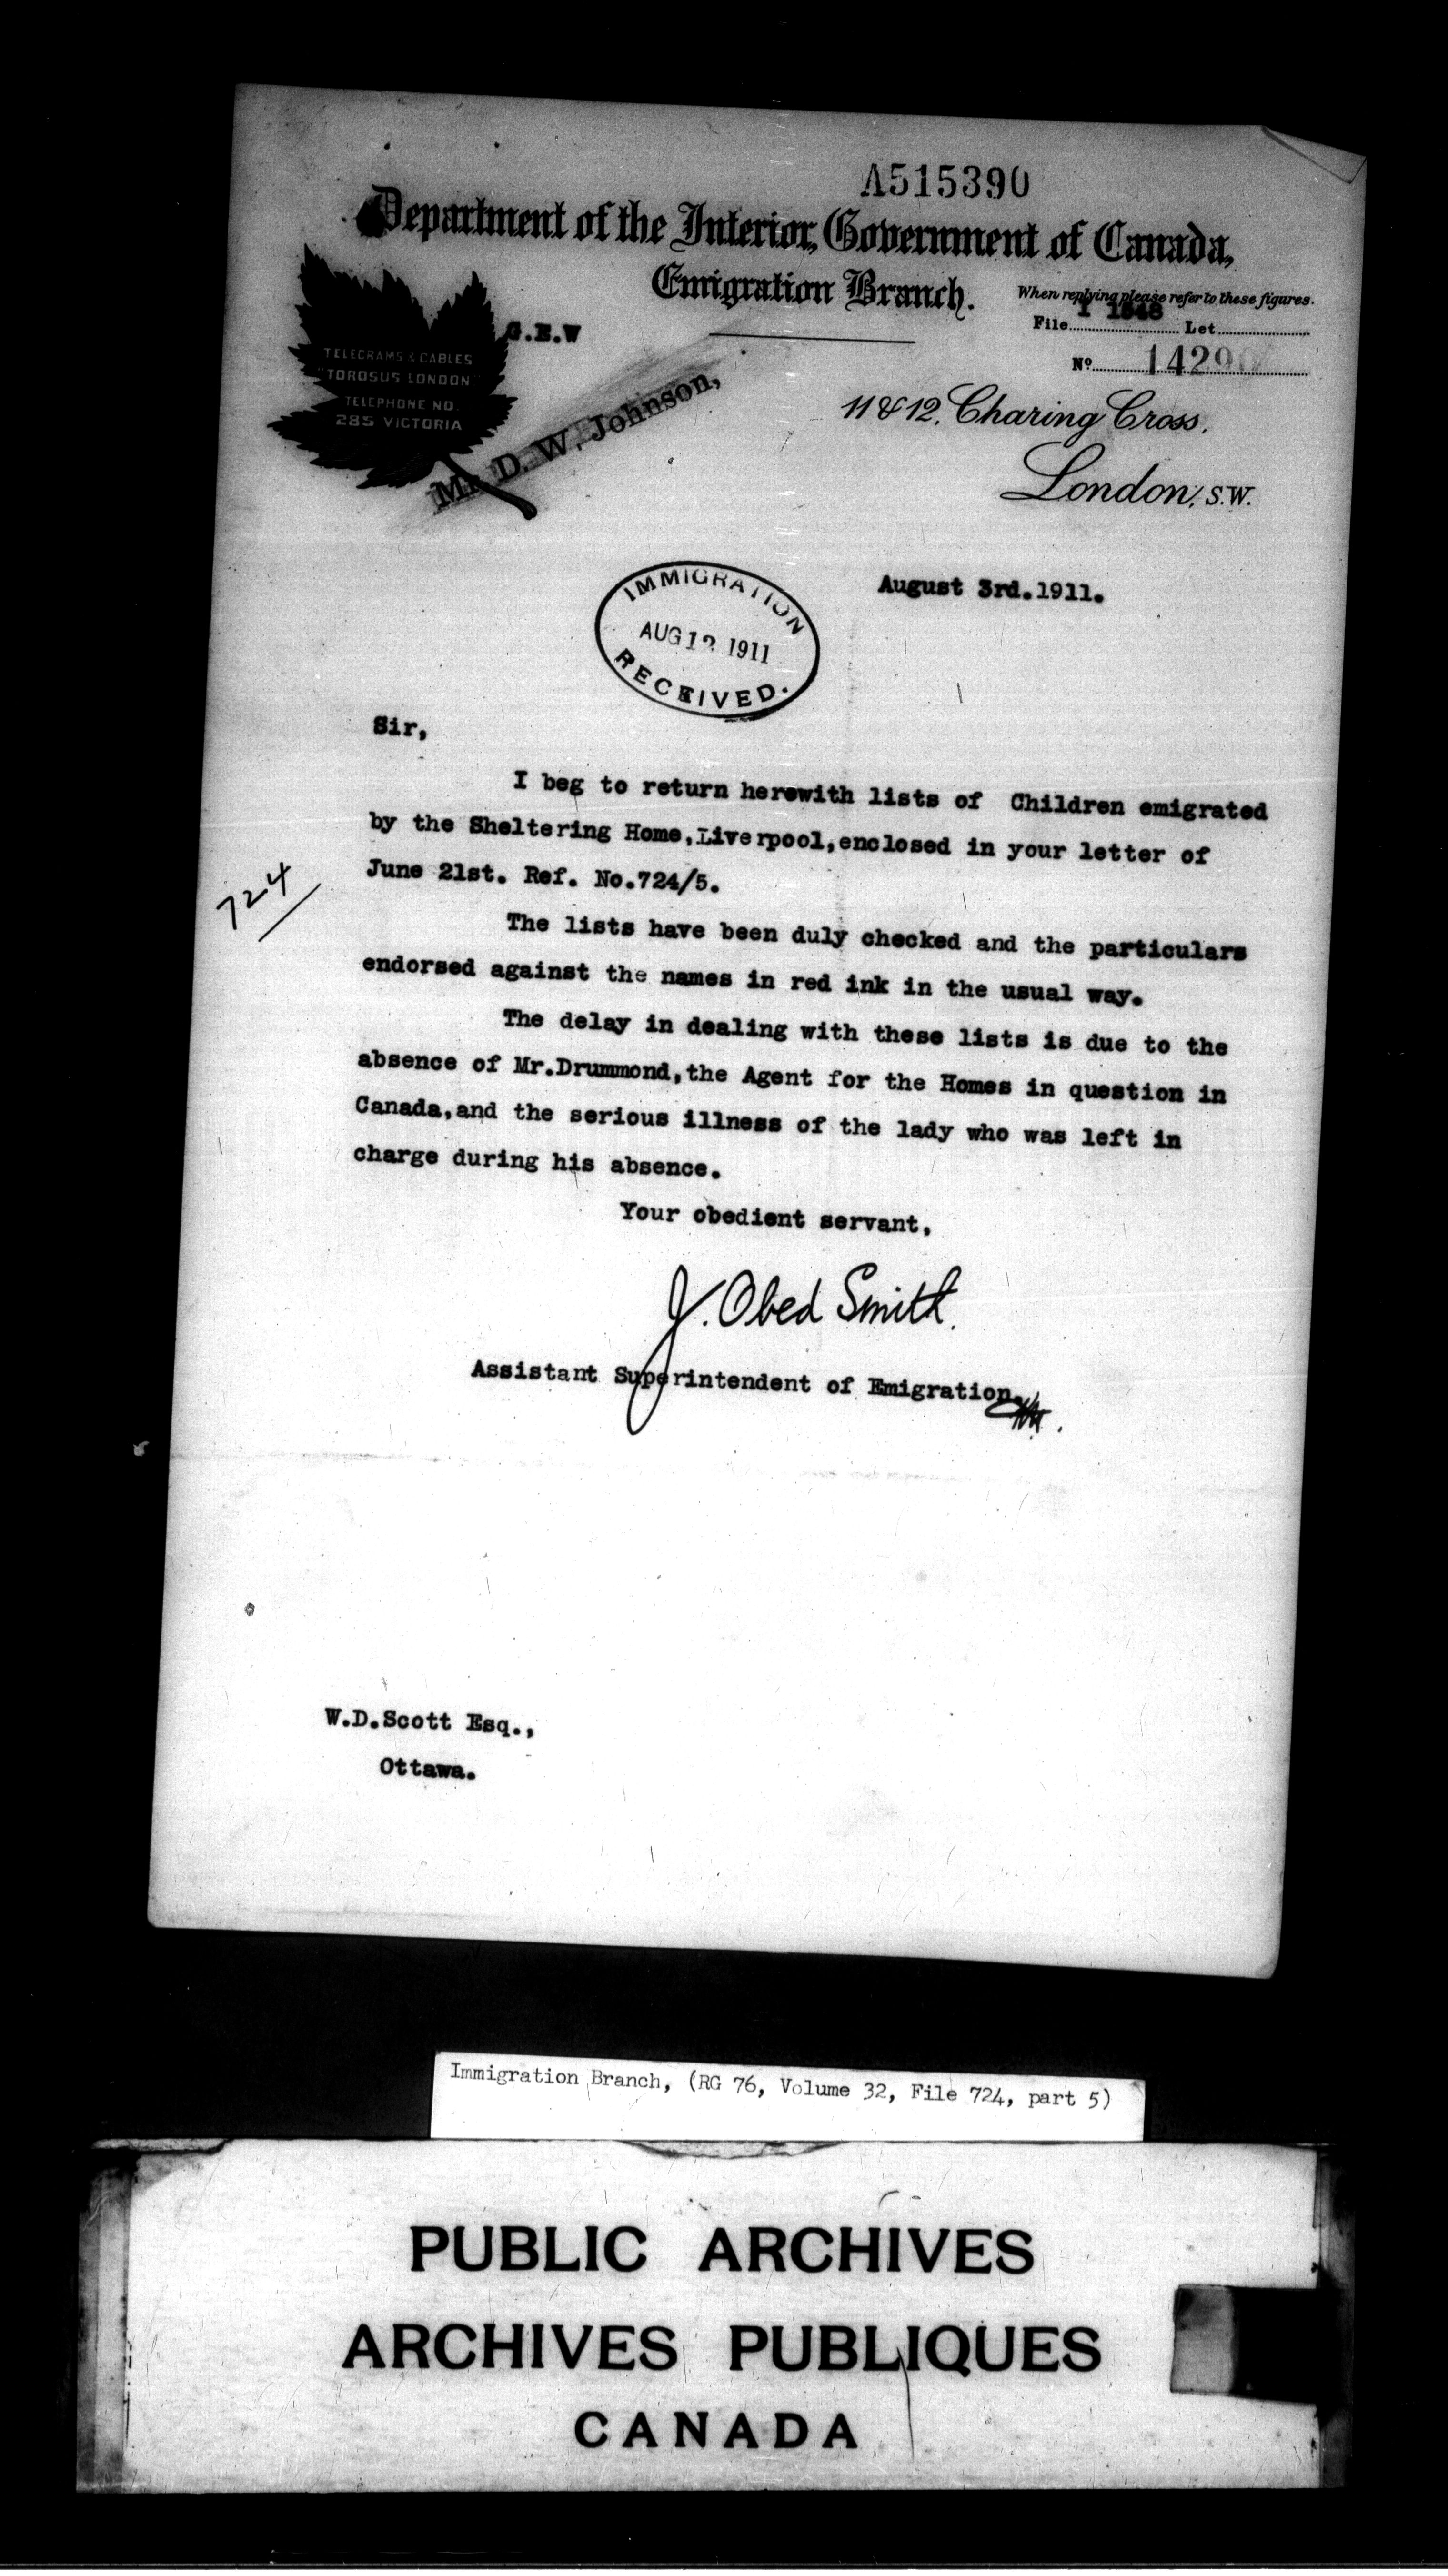 A515390
Department of the Interior, Government of Canada,
Emigration Branch.
When replying please refer to these figures.
File I 1848 Let
No 14290
G.E.W
TELEGRAMS & CABLES
"TOROSUS LONDON"
TELEPHONE NO.
285 VICTORIA
Mr. D. W. Johnson,
11 & 12, Charing Cross,
London, S.W.
August 3rd.1911.
IMMIGRATION
AUG 12 1911
RECEIVED.
Sir,
I beg to return herewith lists of Children emigrated
by the Sheltering Home,Liverpool,enclosed in your letter of
June 21st. Ref. No.724/5.
724
The lists have been duly checked and the particulars
endorsed against the names in red ink in the usual way.
The delay in dealing with these lists is due to the
absence of Mr.Drummond,the Agent for the Homes in question in
Canada,and the serious illness of the lady who was left in
charge during his absence.
Your obedient servant,
J. Obed Smith.
Assistant Superintendent of Emigration.
W.D.Scott Esq.,
Ottawa.
Immigration Branch, (RG 76, Volume 32, File 724, part 5)
PUBLIC ARCHIVES
ARCHIVES PUBLIQUES
CANADA